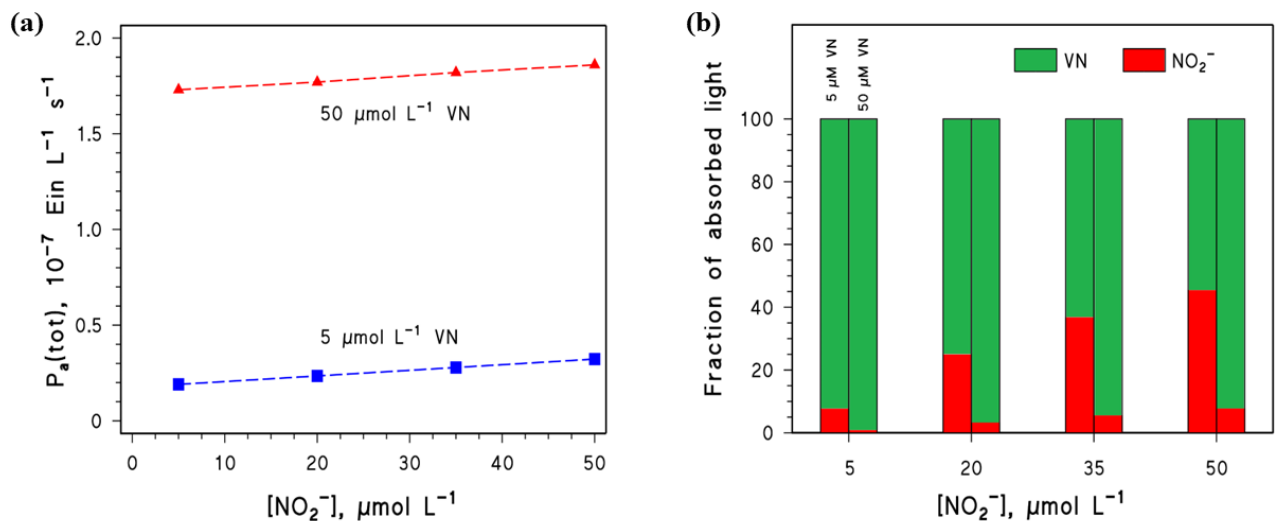 (a)
P_a(tot), 10⁻⁷ Ein L⁻¹ s⁻¹
2.0
1.5
1.0
0.5
0
50 μmol L⁻¹ VN
5 μmol L⁻¹ VN
0 10 20 30 40 50
[NO₂⁻], μmol L⁻¹
(b)
Fraction of absorbed light
5 μM VN
50 μM VN
VN NO₂⁻
100
80
60
40
20
0
5 20 35 50
[NO₂⁻], μmol L⁻¹